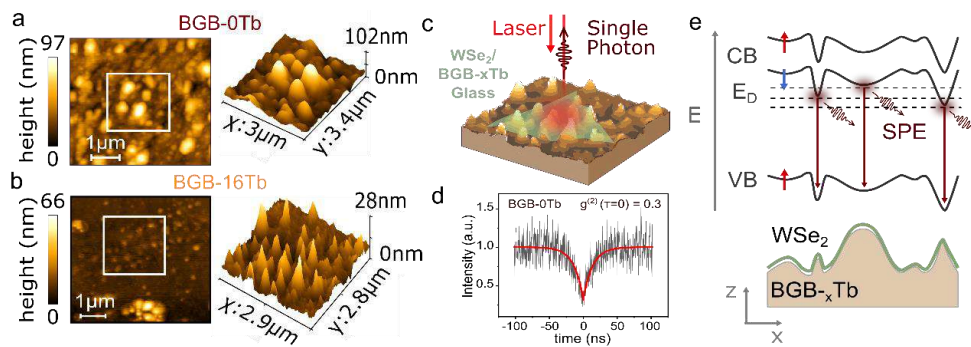 a
BGB-0Tb
97
height (nm)
0
1μm
102nm
0nm
x:3μm
y:3.4μm
b
BGB-16Tb
66
height (nm)
0
1μm
28nm
0nm
x:2.9μm
y:2.8μm
c
Laser
Single
Photon
WSe₂/
BGB-xTb
Glass
d
BGB-0Tb g⁽²⁾(τ=0) = 0.3
Intensity (a.u.)
1.5
1.0
0.5
-100 -50 0 50 100
time (ns)
e
E
CB
E_D
SPE
VB
WSe₂
BGB-ₓTb
Z
X